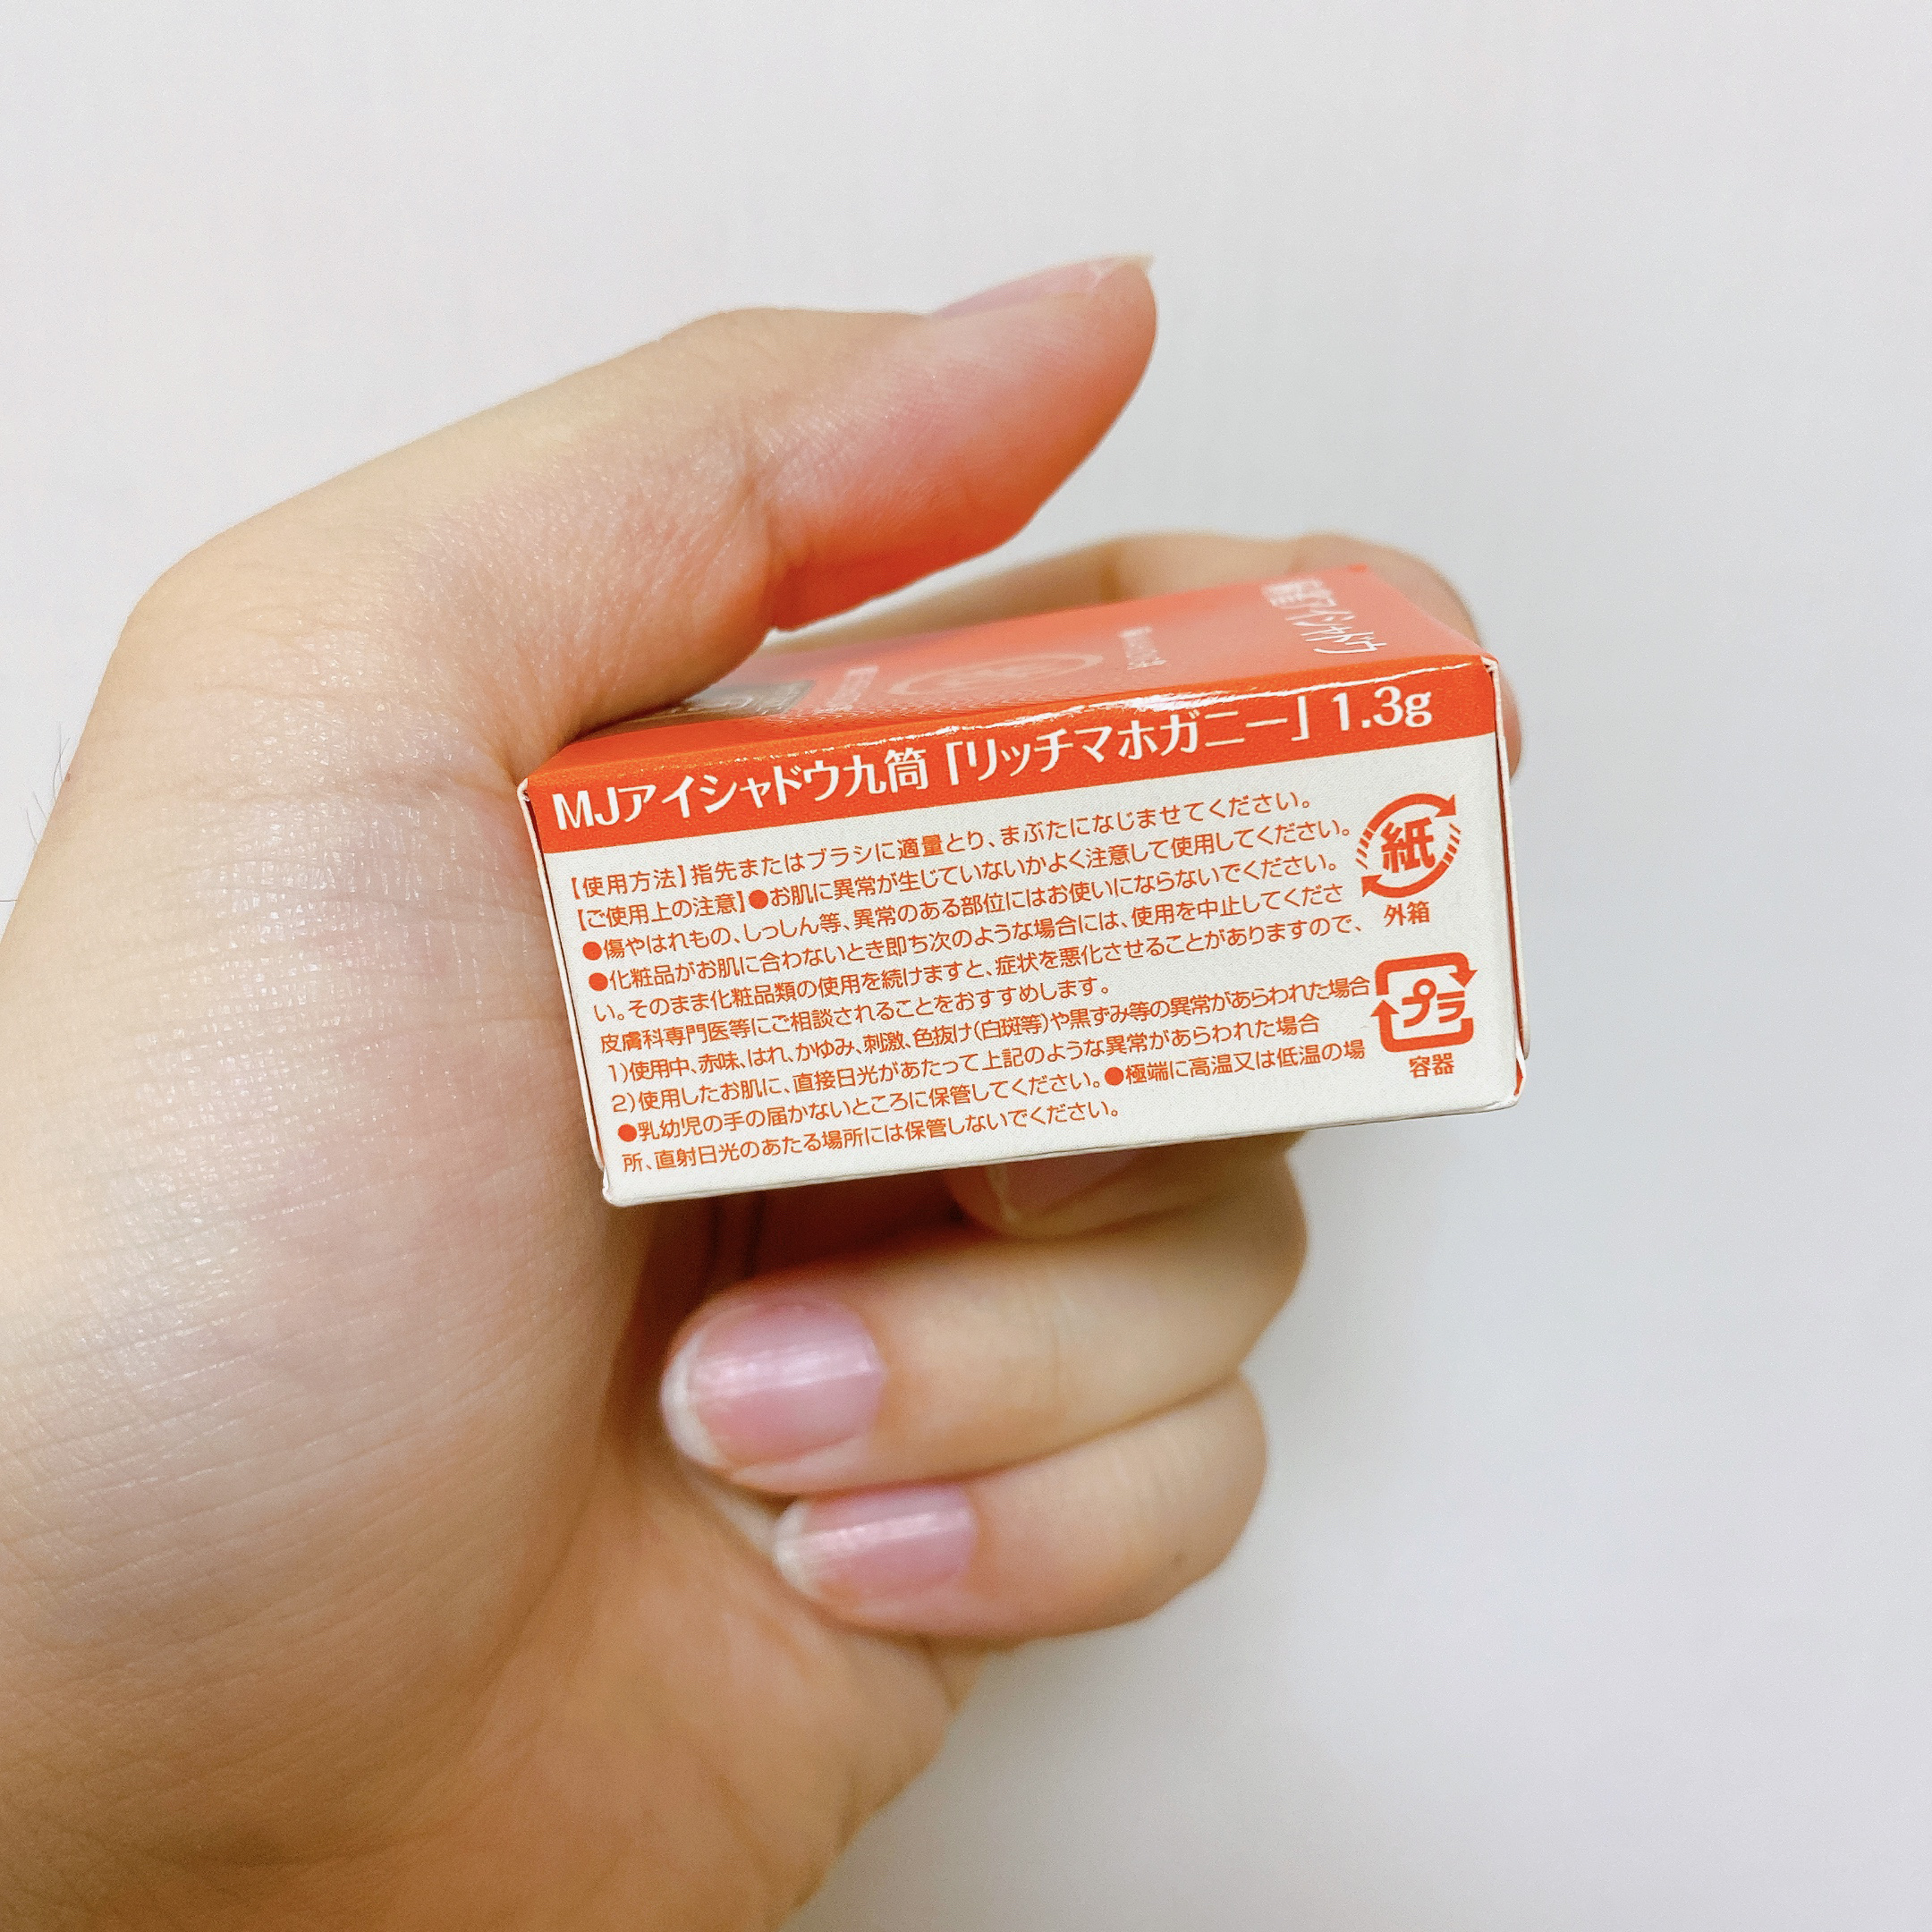 アイシャドウ
MJアイシャドウ九筒「リッチマホガニー」1.3g
【使用方法】指先またはブラシに適量とり、まぶたになじませてください。
【ご使用上の注意】●お肌に異常が生じていないかよく注意して使用してください。
●傷やはれもの、しっしん等、異常のある部位にはお使いにならないでください。
●化粧品がお肌に合わないとき即ち次のような場合には、使用を中止してくださ
い。そのまま化粧品類の使用を続けますと、症状を悪化させることがありますので、
皮膚科専門医等にご相談されることをおすすめします。
1)使用中、赤味、はれ、かゆみ、刺激、色抜け(白斑等)や黒ずみ等の異常があらわれた場合
2)使用したお肌に、直接日光があたって上記のような異常があらわれた場合
●乳幼児の手の届かないところに保管してください。●極端に高温又は低温の場
所、直射日光のあたる場所には保管しないでください。
紙
外箱
プラ
容器